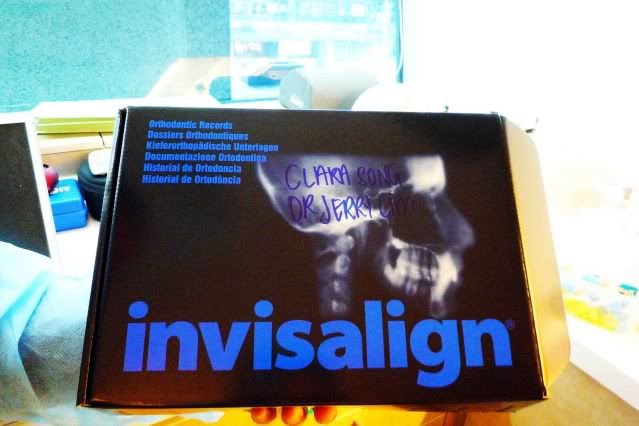 Orthodontic Records
Dossiers Orthodontiques
Kieferorthopädische Unterlagen
Documentazione Ortodontica
Historial de Ortodoncia
Historial de Ortodôncia
CLARA SONG
DR JERRY LIM
invisalign®